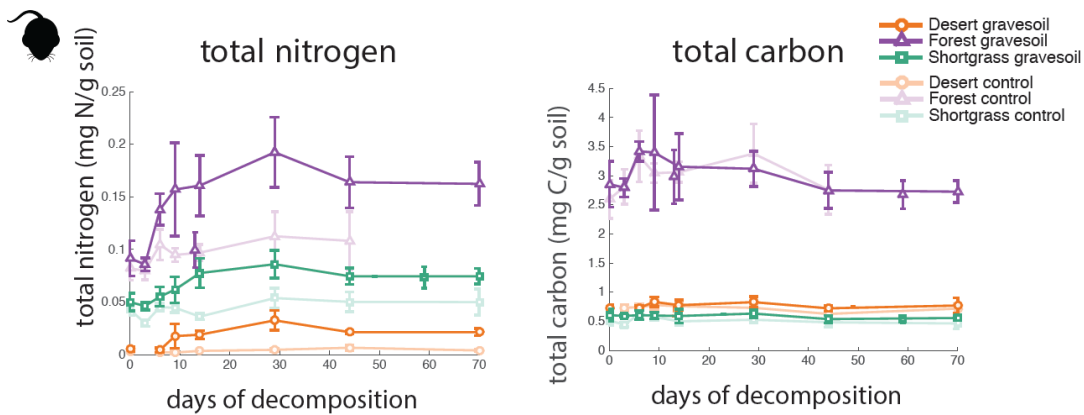 total nitrogen
total nitrogen (mg N/g soil)
0.25
0.2
0.15
0.1
0.05
0
0 10 20 30 40 50 60 70
days of decomposition
total carbon
total carbon (mg C/g soil)
4.5
4
3.5
3
2.5
2
1.5
1
0.5
0
0 10 20 30 40 50 60 70
days of decomposition
Desert gravesoil
Forest gravesoil
Shortgrass gravesoil
Desert control
Forest control
Shortgrass control